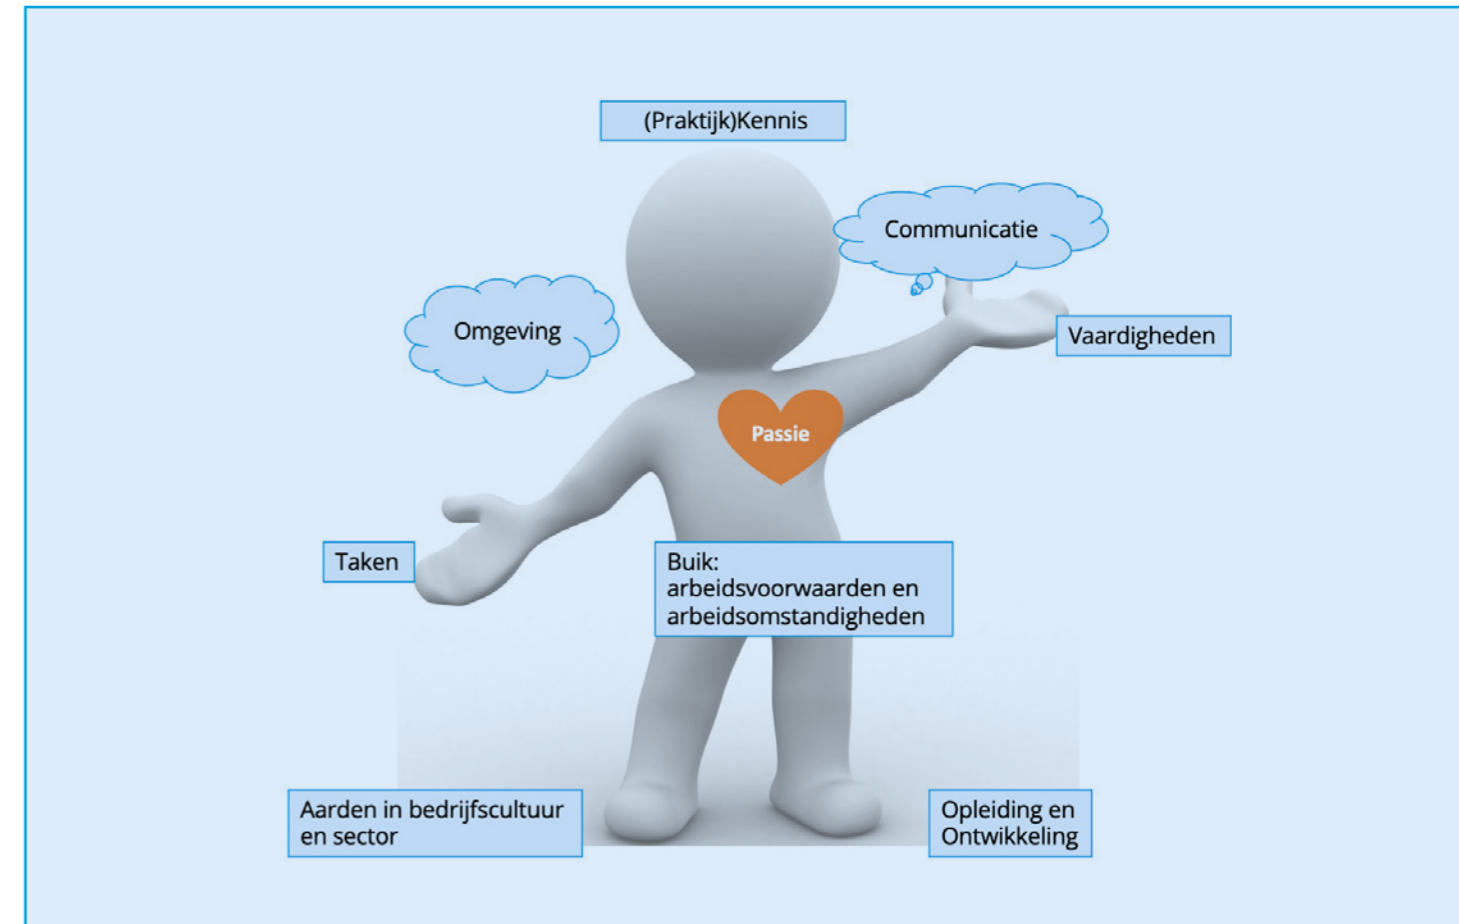 (Praktijk)Kennis
Communicatie
Omgeving
Vaardigheden
Passie
Taken
Buik:
arbeidsvoorwaarden en
arbeidsomstandigheden
Aarden in bedrijfscultuur
en sector
Opleiding en
Ontwikkeling